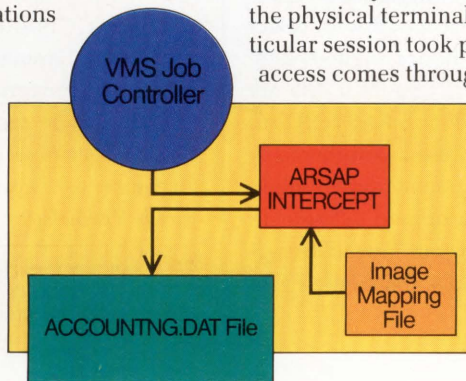 ations
the physical terminal
ticular session took p
access comes throug
VMS Job
Controller
ARSAP
INTERCEPT
Image
Mapping
File
ACCOUNTNG.DAT File